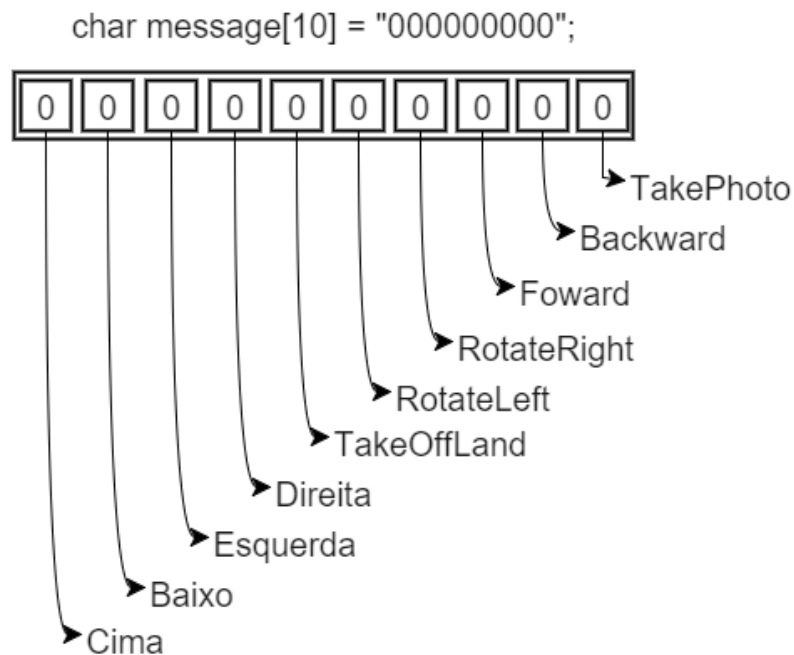 char message[10] = "000000000";
0 0 0 0 0 0 0 0 0 0
TakePhoto
Backward
Foward
RotateRight
RotateLeft
TakeOffLand
Direita
Esquerda
Baixo
Cima